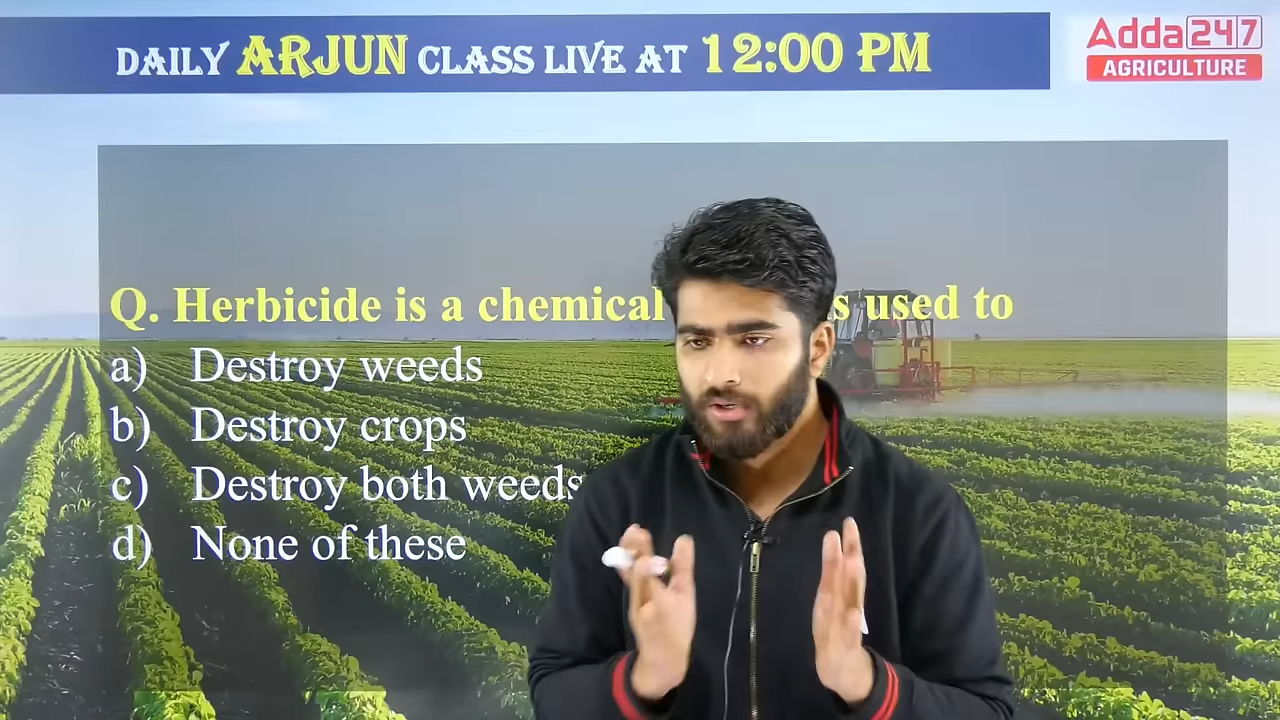 DAILY ARJUN CLASS LIVE AT 12:00 PM
Adda247
AGRICULTURE
Q. Herbicide is a chemical s used to
a) Destroy weeds
b) Destroy crops
c) Destroy both weeds
d) None of these